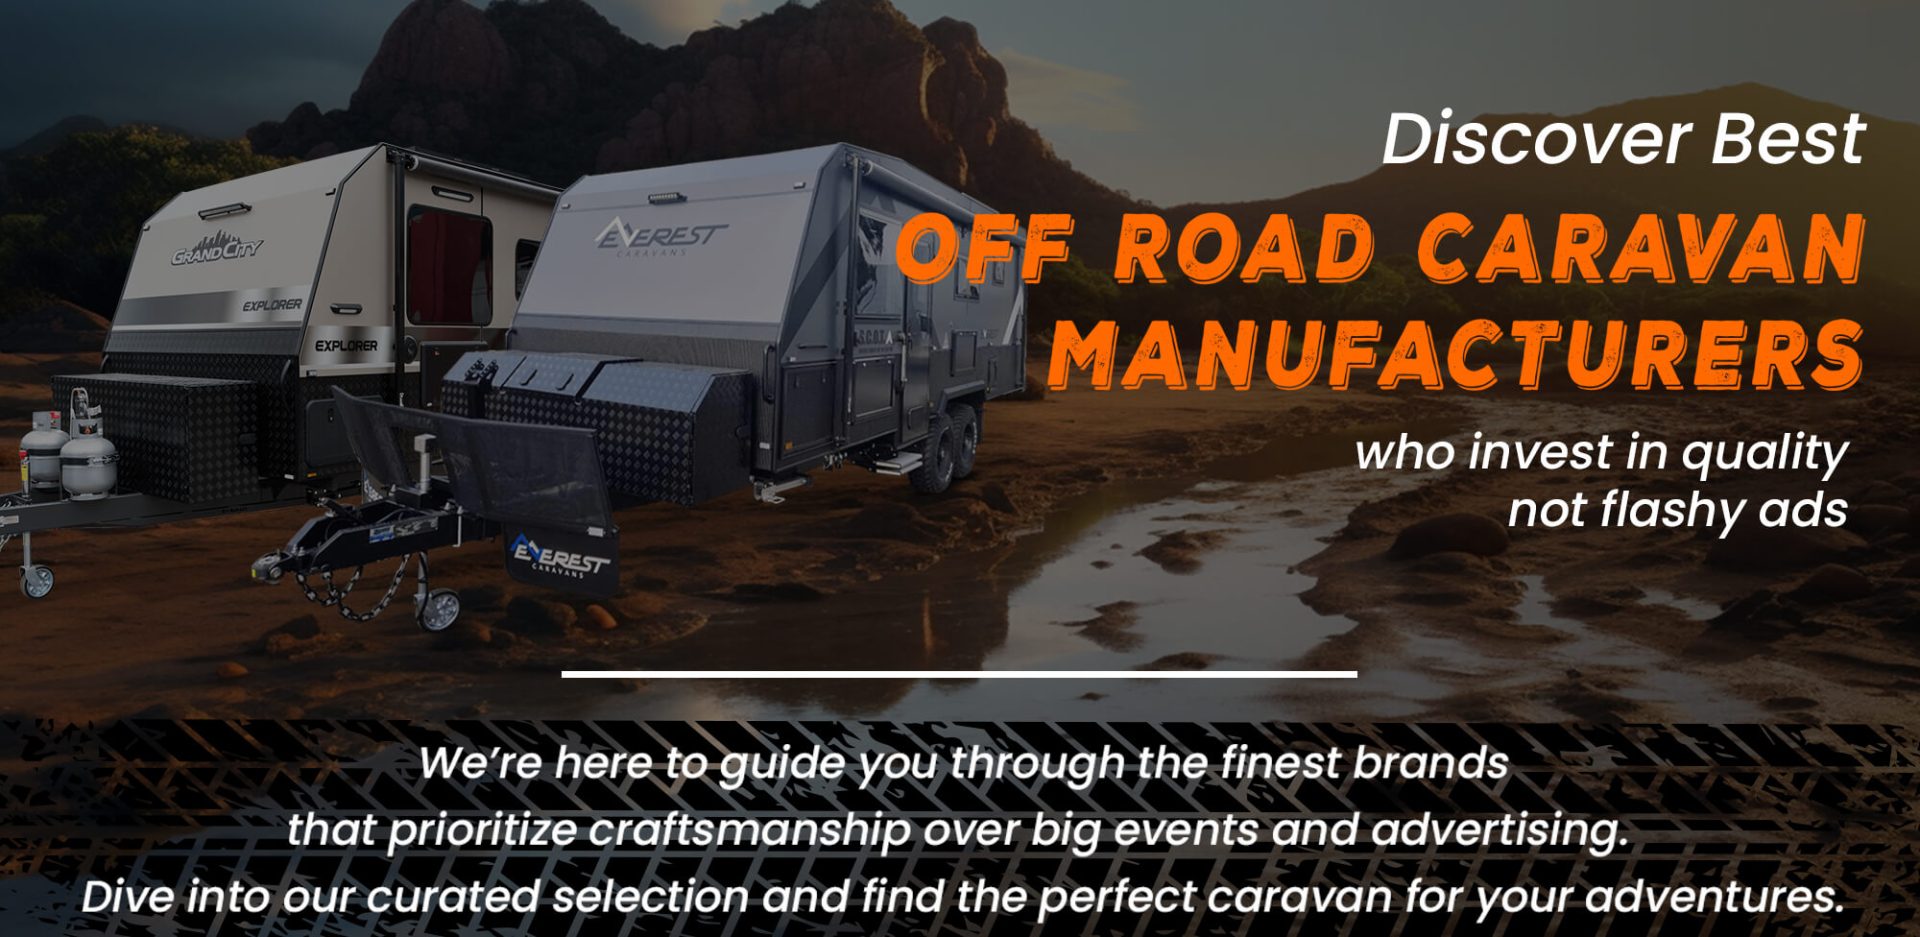 Discover Best
OFF ROAD CARAVAN
MANUFACTURERS
who invest in quality
not flashy ads
GRAND CITY
EXPLORER
EXPLORER
EVEREST
CARAVANS
EVEREST
CARAVANS
We’re here to guide you through the finest brands
that prioritize craftsmanship over big events and advertising.
Dive into our curated selection and find the perfect caravan for your adventures.